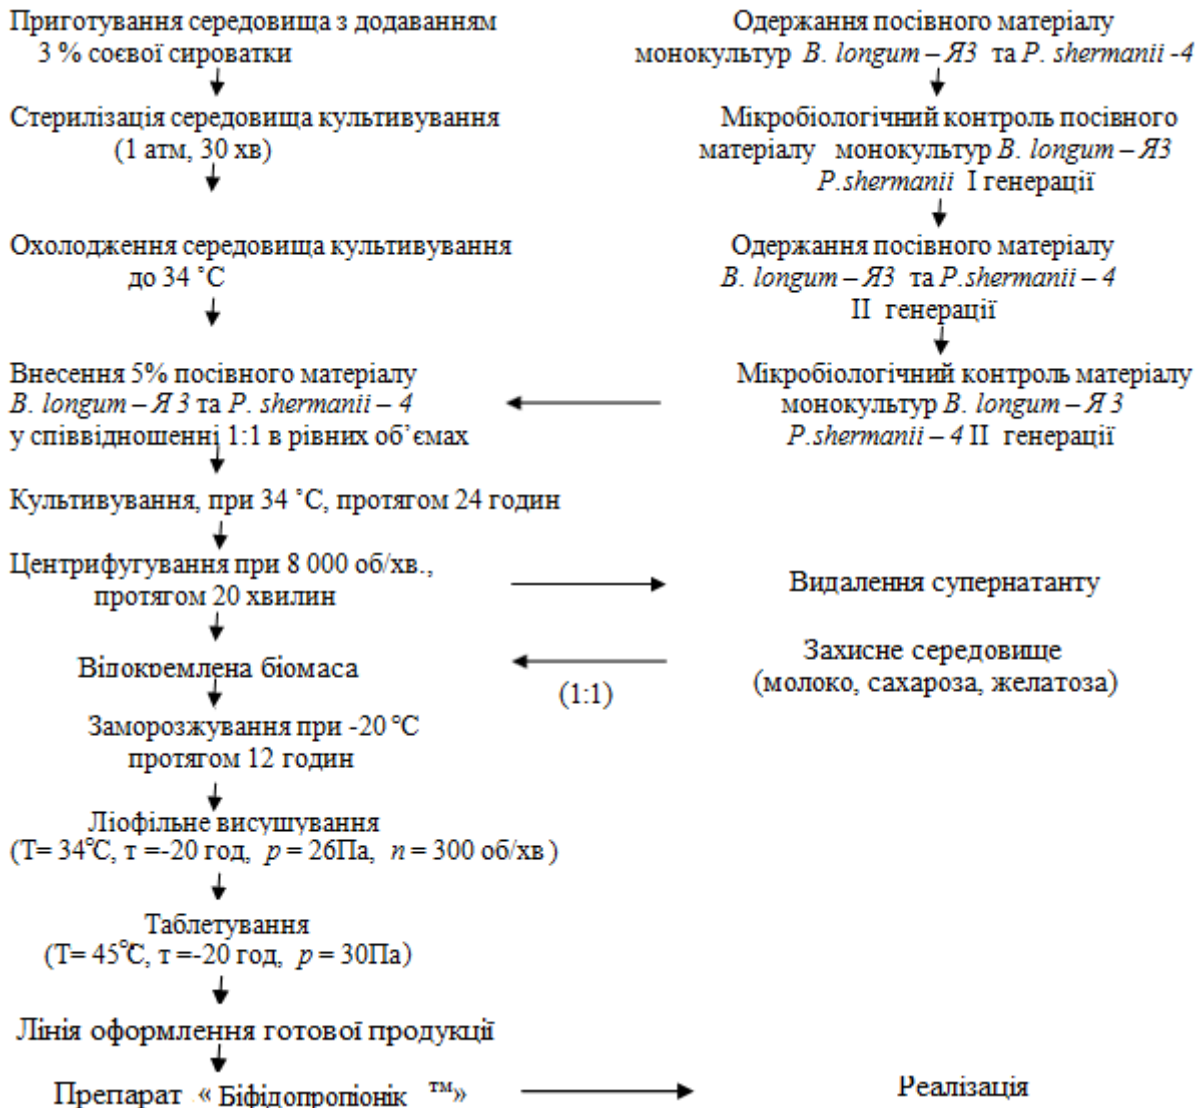 Приготування середовища з додаванням
3 % соєвої сироватки
Стерилізація середовища культивування
(1 атм, 30 хв)
Охолодження середовища культивування
до 34 ˚С
Внесення 5% посівного матеріалу
B. longum – Я 3 та P. shermanii – 4
у співвідношенні 1:1 в рівних об’ємах
Культивування, при 34 ˚С, протягом 24 годин
Центрифугування при 8 000 об/хв.,
протягом 20 хвилин
Відокремлена біомаса
Заморозжування при -20 °С
протягом 12 годин
Ліофільне висушування
(Т= 34°С, т =-20 год, p = 26Па, n = 300 об/хв )
Таблетування
(Т= 45°С, т =-20 год, p = 30Па)
Лінія оформлення готової продукції
Препарат « Біфідопропіонік ™»
Одержання посівного матеріалу
монокультур B. longum – Я3 та P. shermanii -4
Мікробіологічний контроль посівного
матеріалу монокультур B. longum – Я3
P.shermanii I генерації
Одержання посівного матеріалу
B. longum – Я3 та P.shermanii – 4
II генерації
Мікробіологічний контроль матеріалу
монокультур B. longum – Я 3
P.shermanii – 4 II генерації
Видалення супернатанту
Захисне середовище
(молоко, сахароза, желатоза)
(1:1)
Реалізація